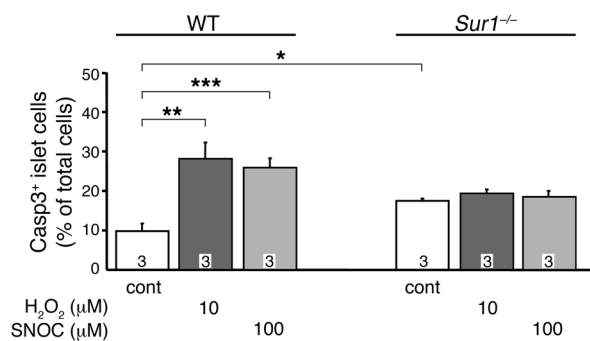 WT Sur1⁻/⁻
*
***
**
Casp3⁺ islet cells
(% of total cells)
50
40
30
20
10
0
3 3 3 3 3 3
cont cont
H₂O₂ (μM) 10 10
SNOC (μM) 100 100